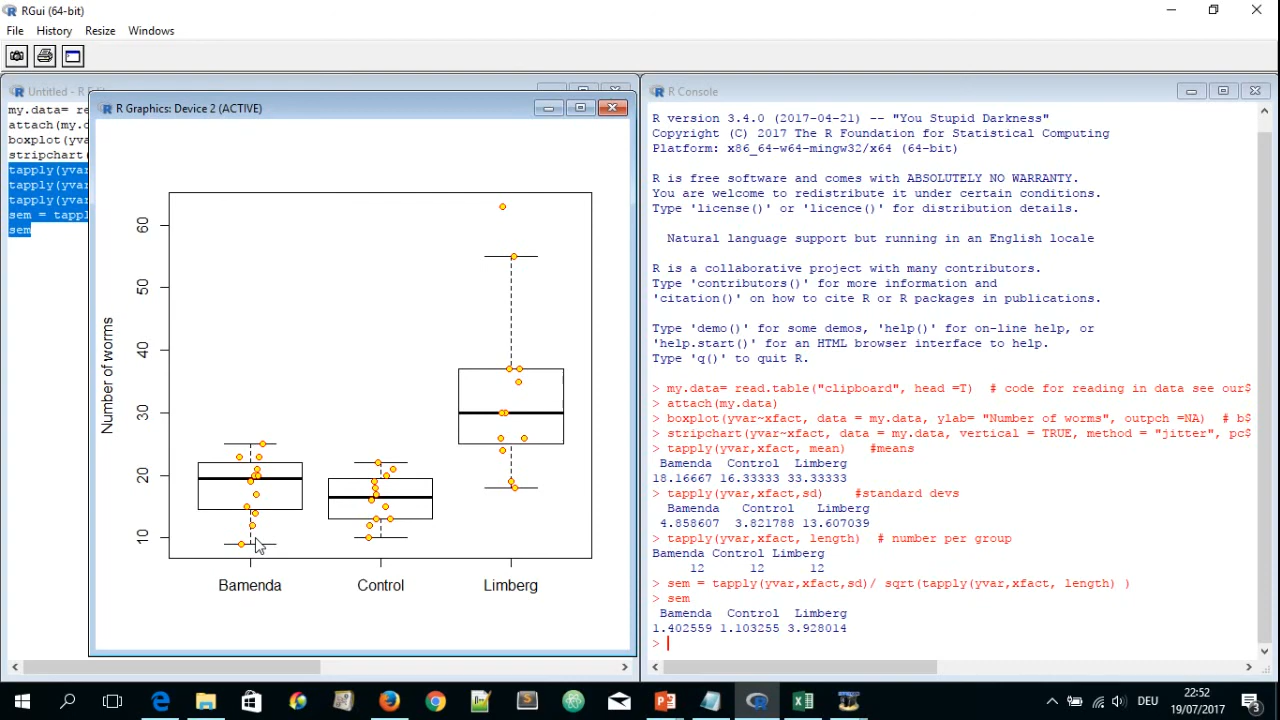 RGui (64-bit)
File History Resize Windows
Untitled - R E
my.data= re
attach(my.d
boxplot(yva
stripchart(
tapply(yvar
tapply(yvar
tapply(yvar
sem = tappl
sem
R Graphics: Device 2 (ACTIVE)
Number of worms
60
50
40
30
20
10
Bamenda Control Limberg
R Console
R version 3.4.0 (2017-04-21) -- "You Stupid Darkness"
Copyright (C) 2017 The R Foundation for Statistical Computing
Platform: x86_64-w64-mingw32/x64 (64-bit)
R is free software and comes with ABSOLUTELY NO WARRANTY.
You are welcome to redistribute it under certain conditions.
Type 'license()' or 'licence()' for distribution details.
Natural language support but running in an English locale
R is a collaborative project with many contributors.
Type 'contributors()' for more information and
'citation()' on how to cite R or R packages in publications.
Type 'demo()' for some demos, 'help()' for on-line help, or
'help.start()' for an HTML browser interface to help.
Type 'q()' to quit R.
> my.data= read.table("clipboard", head =T)  # code for reading in data see our$
> attach(my.data)
> boxplot(yvar~xfact, data = my.data, ylab= "Number of worms", outpch =NA)  # b$
> stripchart(yvar~xfact, data = my.data, vertical = TRUE, method = "jitter", pc$
> tapply(yvar,xfact, mean)   #means
Bamenda  Control  Limberg
18.16667 16.33333 33.33333
> tapply(yvar,xfact,sd)    #standard devs
Bamenda   Control   Limberg
4.858607  3.821788 13.607039
> tapply(yvar,xfact, length)  # number per group
Bamenda Control Limberg
12      12      12
> sem = tapply(yvar,xfact,sd)/ sqrt(tapply(yvar,xfact, length) )
> sem
Bamenda  Control  Limberg
1.402559 1.103255 3.928014
>
DEU
22:52
19/07/2017
3